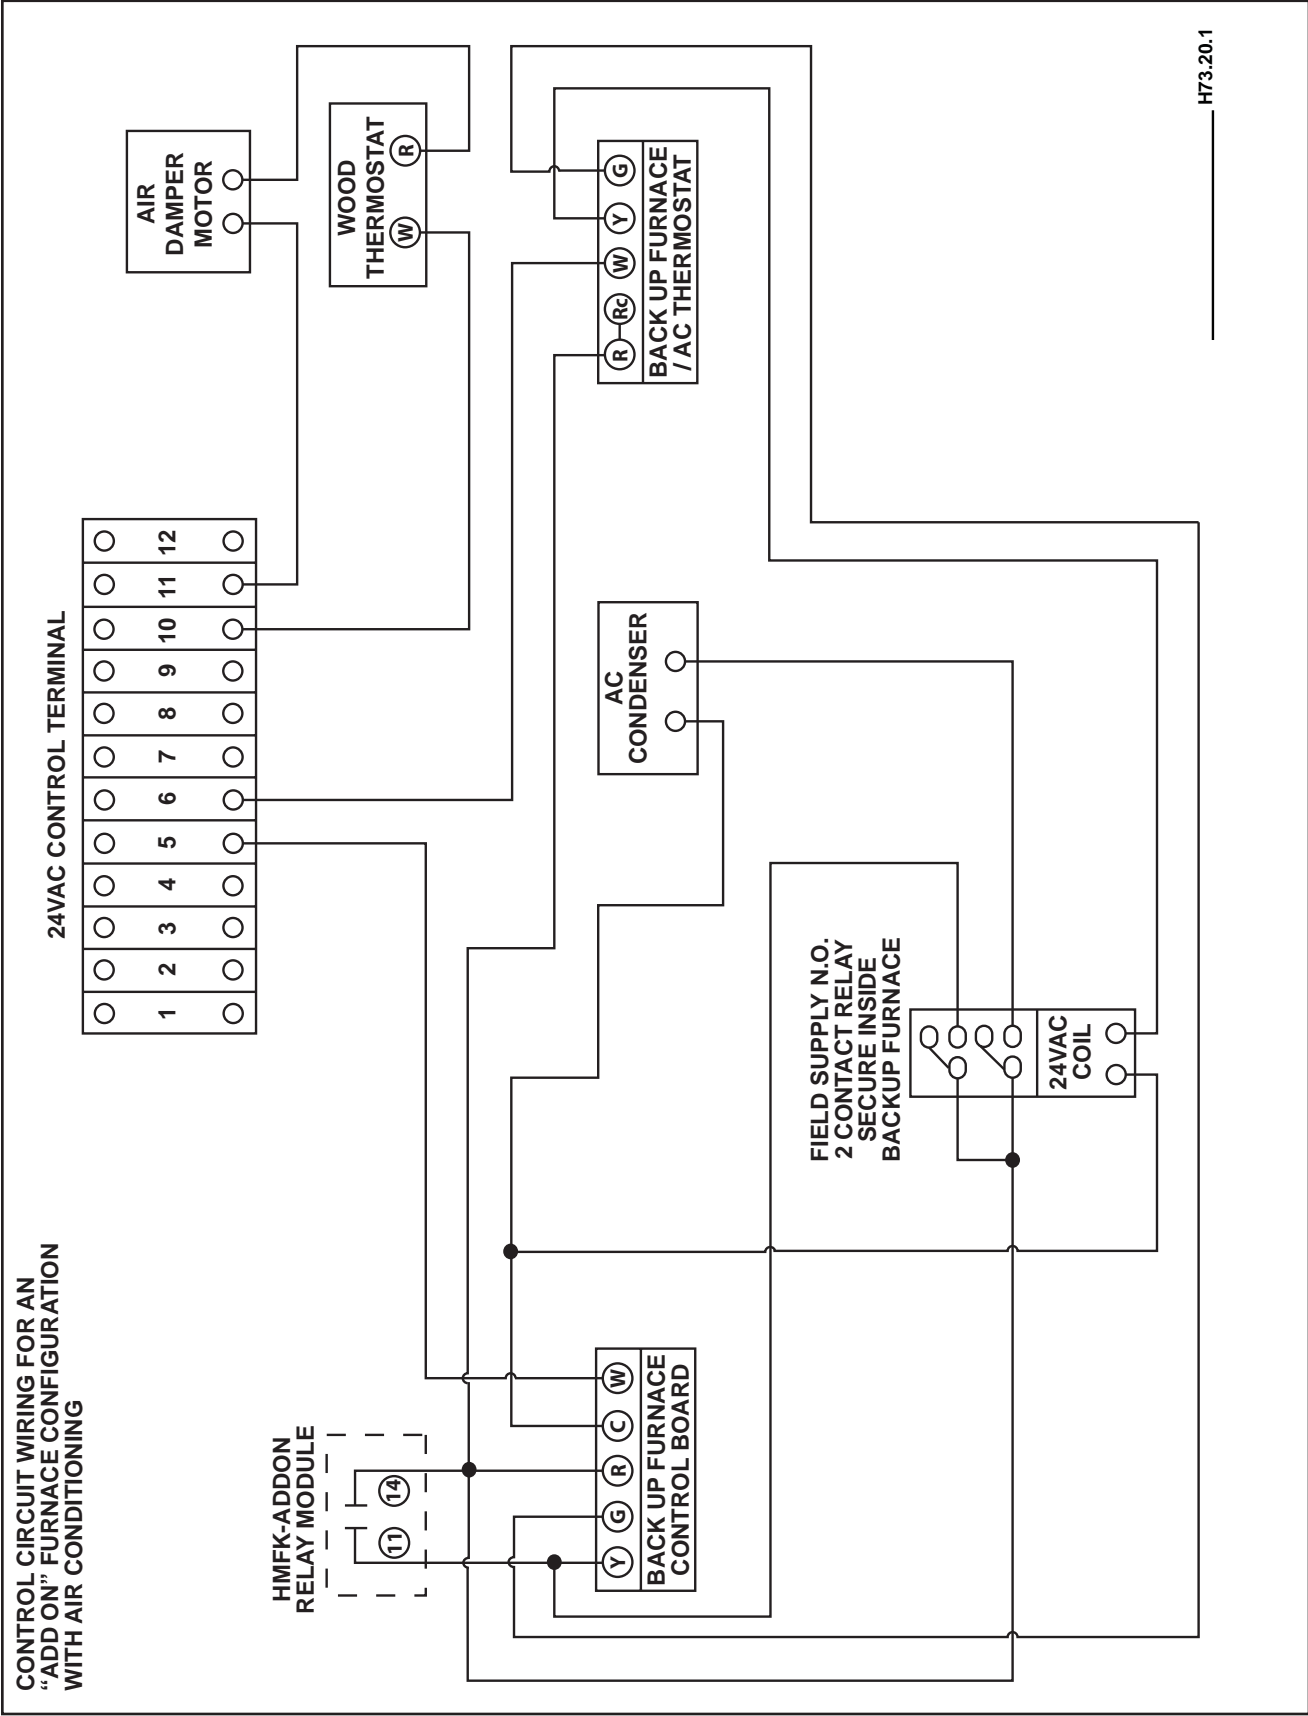 CONTROL CIRCUIT WIRING FOR AN
“ADD ON” FURNACE CONFIGURATION
WITH AIR CONDITIONING
24VAC CONTROL TERMINAL
1 2 3 4 5 6 7 8 9 10 11 12
AIR
DAMPER
MOTOR
WOOD
THERMOSTAT
W R
HMFK-ADDON
RELAY MODULE
11 14
Y G R C W
BACK UP FURNACE
CONTROL BOARD
AC
CONDENSER
R Rc W Y G
BACK UP FURNACE
/ AC THERMOSTAT
FIELD SUPPLY N.O.
2 CONTACT RELAY
SECURE INSIDE
BACKUP FURNACE
24VAC
COIL
H73.20.1